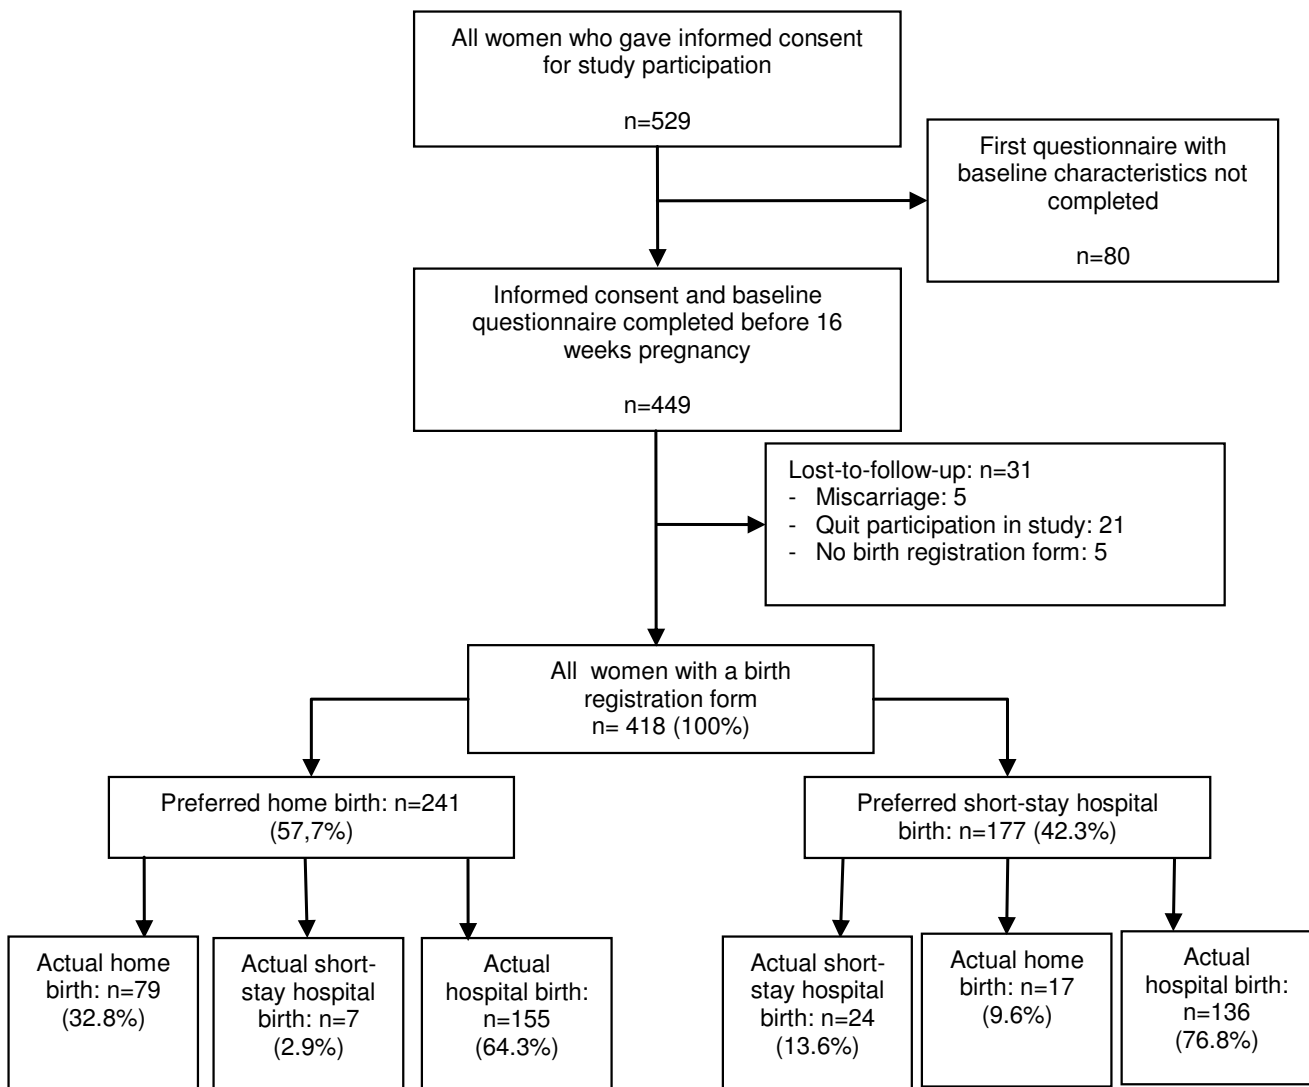 All women who gave informed consent
for study participation
n=529
First questionnaire with
baseline characteristics not
completed
n=80
Informed consent and baseline
questionnaire completed before 16
weeks pregnancy
n=449
Lost-to-follow-up: n=31
- Miscarriage: 5
- Quit participation in study: 21
- No birth registration form: 5
All women with a birth
registration form
n= 418 (100%)
Preferred home birth: n=241
(57,7%)
Preferred short-stay hospital
birth: n=177 (42.3%)
Actual home
birth: n=79
(32.8%)
Actual short-
stay hospital
birth: n=7
(2.9%)
Actual
hospital birth:
n=155
(64.3%)
Actual short-
stay hospital
birth: n=24
(13.6%)
Actual home
birth: n=17
(9.6%)
Actual
hospital birth:
n=136
(76.8%)